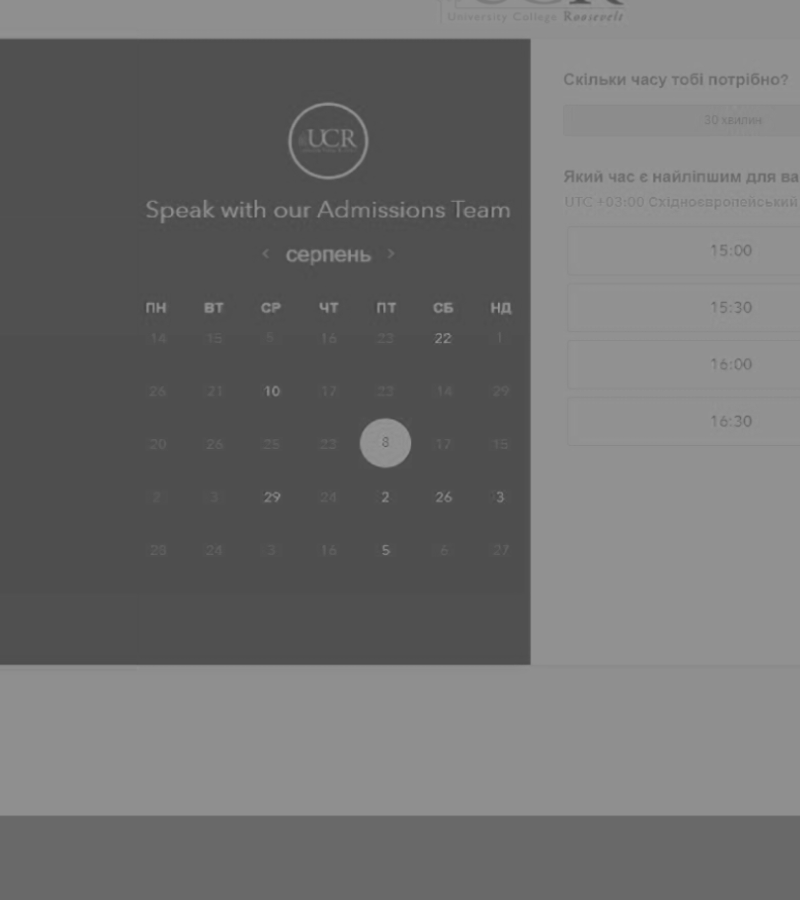 University College Roosevelt
UCR
Speak with our Admissions Team
‹ серпень ›
ПН ВТ СР ЧТ ПТ СБ НД
14 15 5 16 23 22 1
26 21 10 17 23 14 29
20 26 25 23 8 17 15
2 3 29 24 2 26 3
28 24 3 16 5 6 27
Скільки часу тобі потрібно?
30 хвилин
Який час є найліпшим для ва
UTC +03:00 Східноєвропейський
15:00
15:30
16:00
16:30